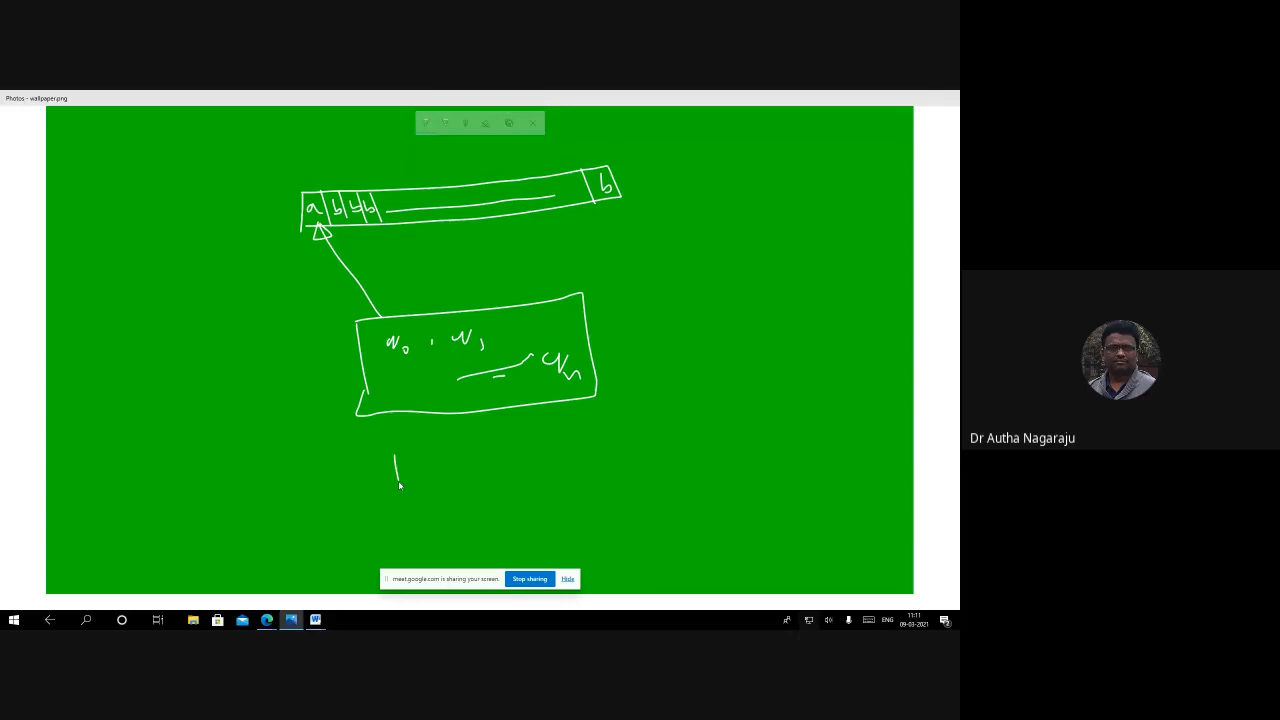 Photos - wallpaper.png
a b b b b
q0, q1
qn
Dr Autha Nagaraju
meet.google.com is sharing your screen. Stop sharing Hide
ENG 11:11
09-03-2021